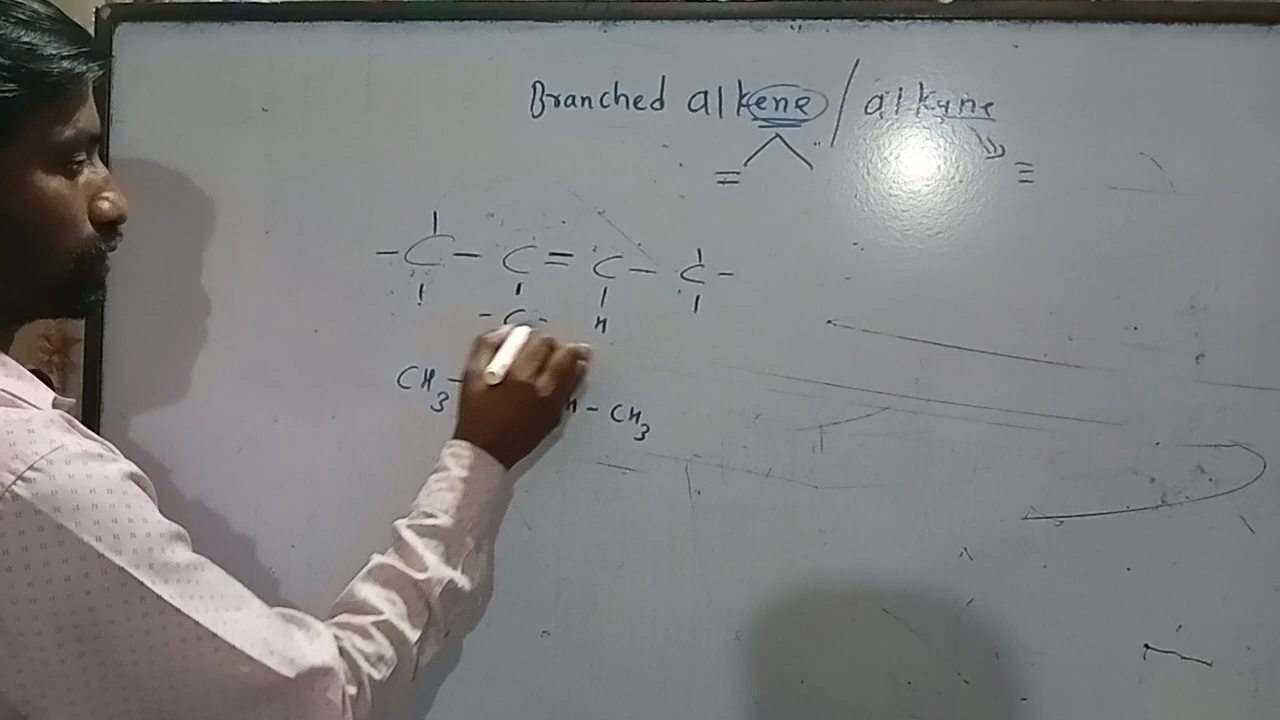 Branched alkene / alkyne
= ≡
-C-C=C-C-
-C- H
CH3- H-CH3